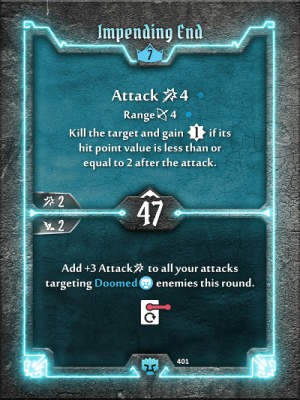 Impending End
7
Attack 4
Range 4
Kill the target and gain 1 if its
hit point value is less than or
equal to 2 after the attack.
2
47
2
Add +3 Attack to all your attacks
targeting Doomed enemies this round.
401